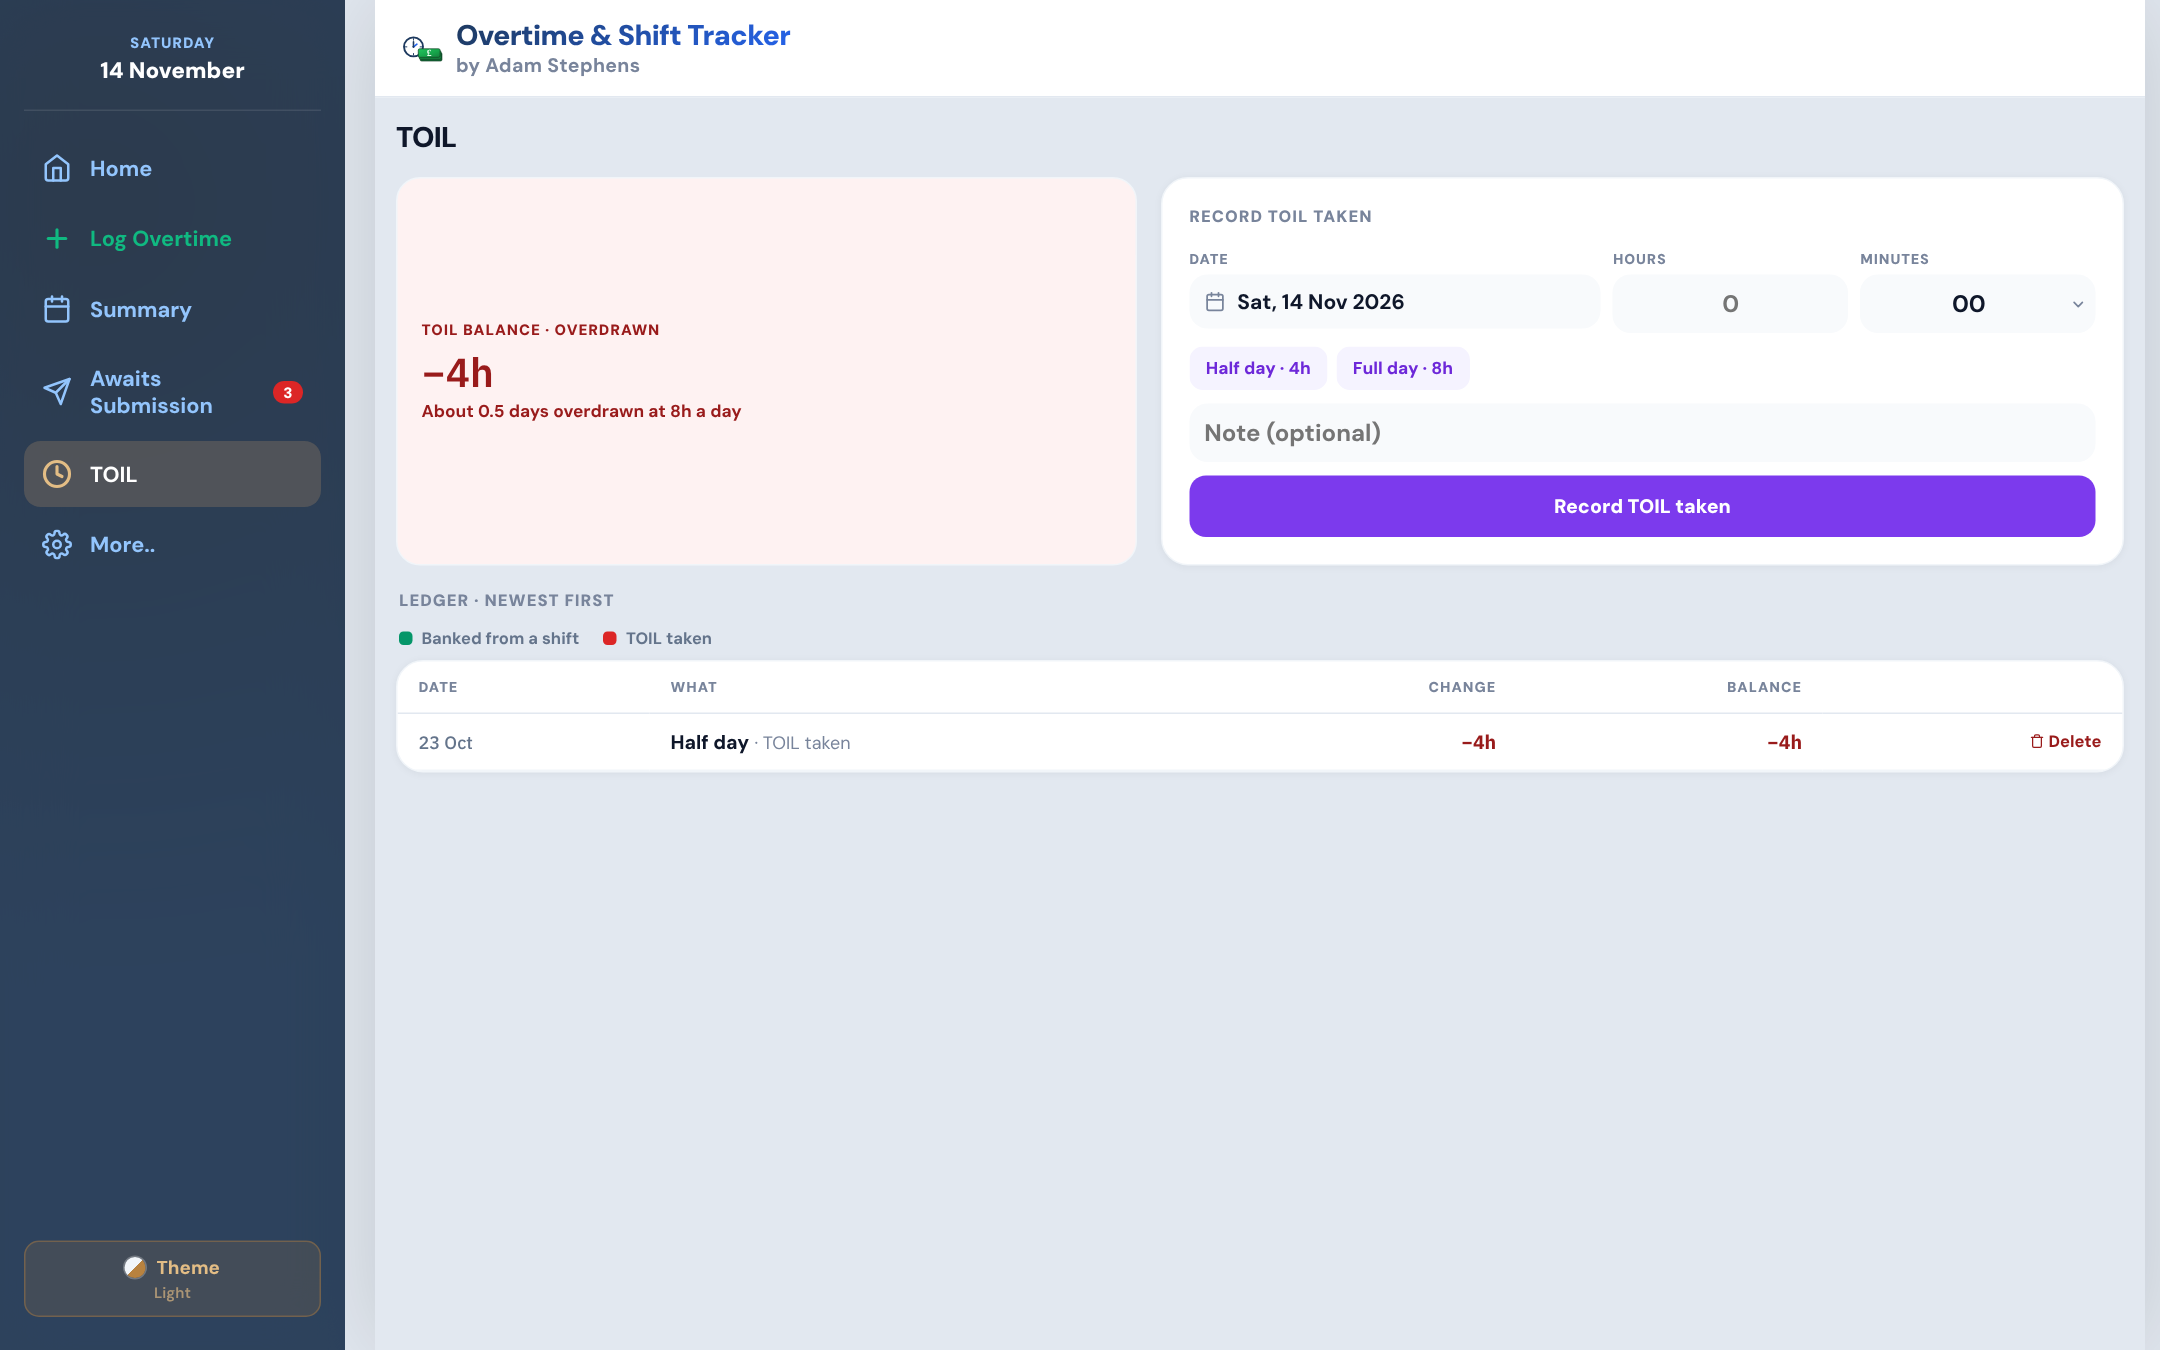 SATURDAY
14 November
Home
Log Overtime
Summary
Awaits
Submission
3
TOIL
More..
Theme
Light
£
Overtime & Shift Tracker
by Adam Stephens
TOIL
TOIL BALANCE · OVERDRAWN
−4h
About 0.5 days overdrawn at 8h a day
RECORD TOIL TAKEN
DATE HOURS MINUTES
Sat, 14 Nov 2026 0 00
Half day · 4h Full day · 8h
Note (optional)
Record TOIL taken
LEDGER · NEWEST FIRST
Banked from a shift TOIL taken
DATE WHAT CHANGE BALANCE
23 Oct Half day · TOIL taken −4h −4h Delete